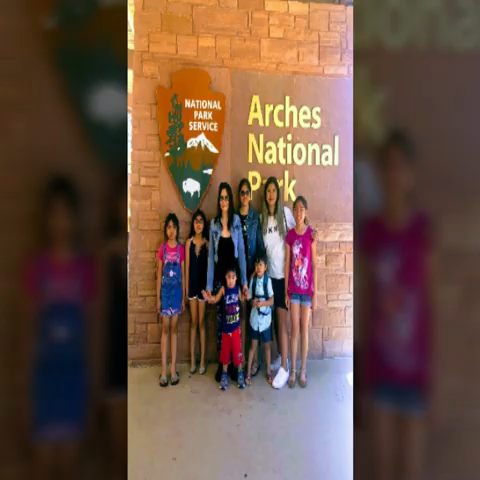 NATIONAL
PARK
SERVICE
Arches
National
Park